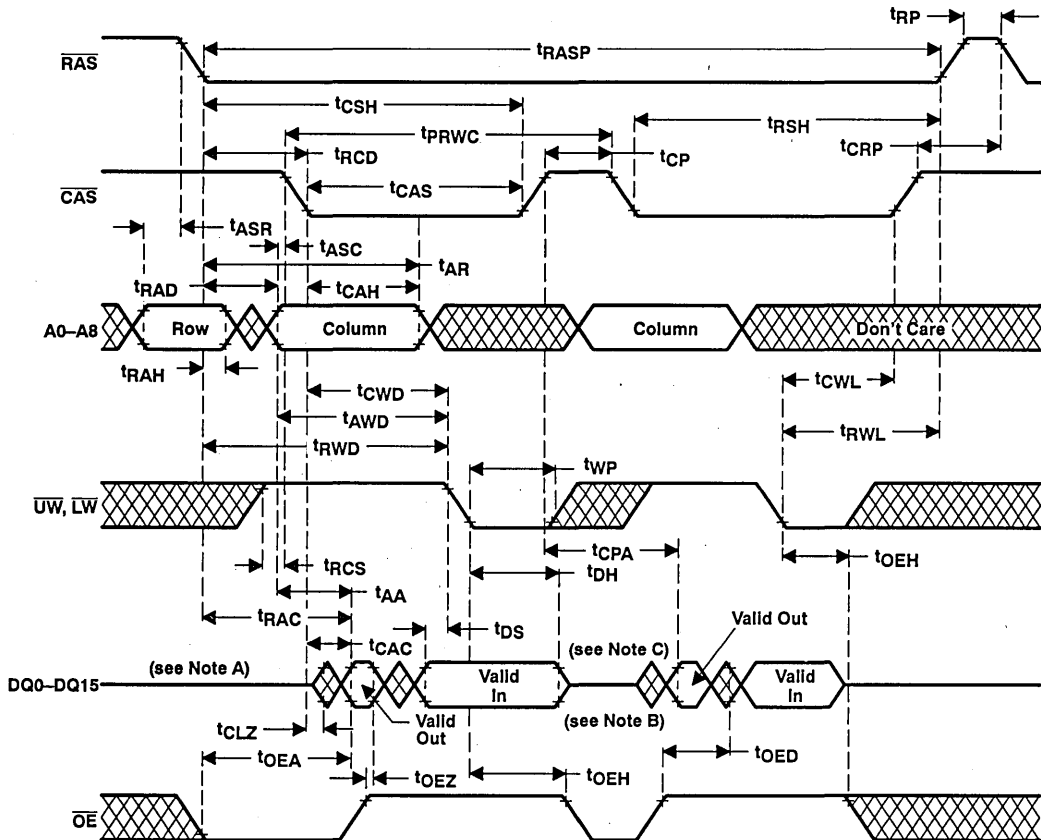 tRP
RAS
tRASP
tCSH
tRSH
tPRWC
tCRP
tRCD
tCP
CAS
tCAS
tASR
tASC
tAR
tRAD
tCAH
A0–A8
Row
Column
Column
Don't Care
tRAH
tCWD
tCWL
tAWD
tRWD
tRWL
tWP
UW, LW
tCPA
tOEH
tRCS
tDH
tAA
tRAC
tDS
Valid Out
tCAC
(see Note A)
(see Note C)
DQ0–DQ15
Valid
In
Valid
In
(see Note B)
Valid
Out
tCLZ
tOED
tOEA
tOEZ
tOEH
OE